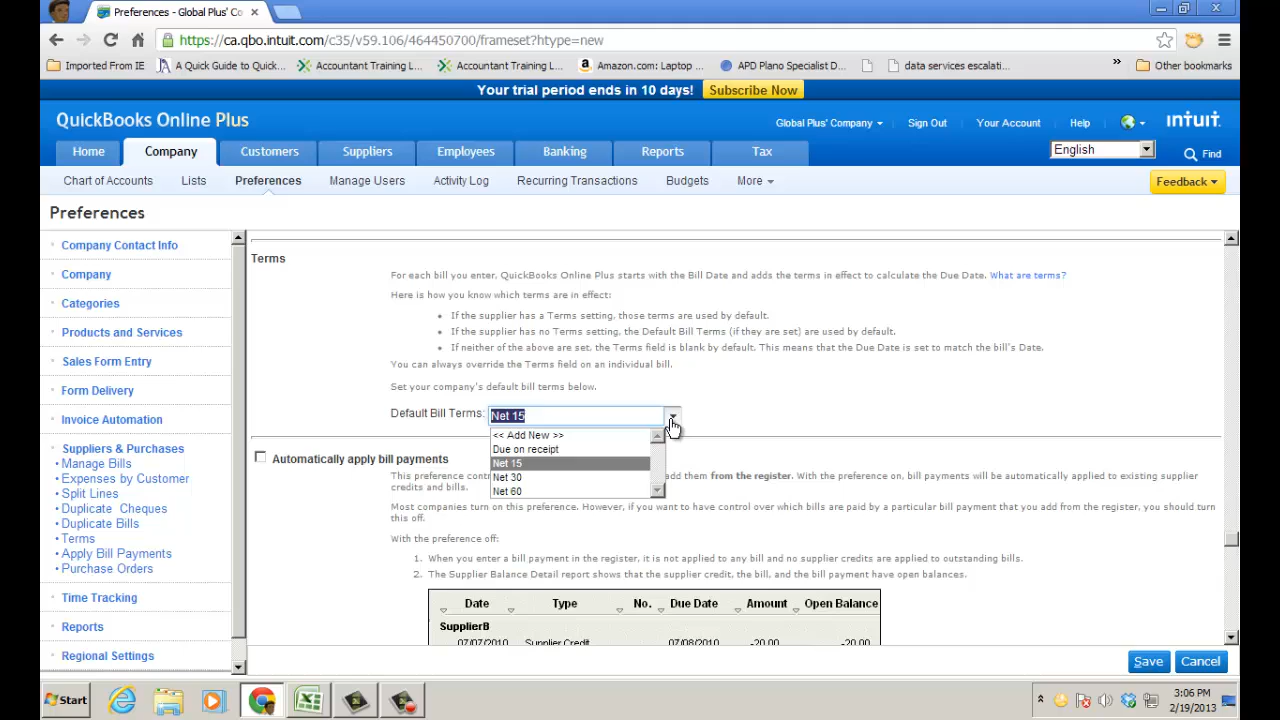 Preferences - Global Plus' Co
https://ca.qbo.intuit.com/c35/v59.106/464450700/frameset?htype=new
Imported From IE
A Quick Guide to Quick...
Accountant Training L...
Accountant Training L...
Amazon.com: Laptop ...
APD Plano Specialist D...
data services escalati...
Other bookmarks
Your trial period ends in 10 days! Subscribe Now
QuickBooks Online Plus
Global Plus' Company
Sign Out
Your Account
Help
intuit.
Home
Company
Customers
Suppliers
Employees
Banking
Reports
Tax
English
Find
Chart of Accounts
Lists
Preferences
Manage Users
Activity Log
Recurring Transactions
Budgets
More
Feedback
Preferences
Company Contact Info
Company
Categories
Products and Services
Sales Form Entry
Form Delivery
Invoice Automation
Suppliers & Purchases
• Manage Bills
• Expenses by Customer
• Split Lines
• Duplicate Cheques
• Duplicate Bills
• Terms
• Apply Bill Payments
• Purchase Orders
Time Tracking
Reports
Regional Settings
Terms
For each bill you enter, QuickBooks Online Plus starts with the Bill Date and adds the terms in effect to calculate the Due Date. What are terms?
Here is how you know which terms are in effect:
• If the supplier has a Terms setting, those terms are used by default.
• If the supplier has no Terms setting, the Default Bill Terms (if they are set) are used by default.
• If neither of the above are set, the Terms field is blank by default. This means that the Due Date is set to match the bill's Date.
You can always override the Terms field on an individual bill.
Set your company's default bill terms below.
Default Bill Terms: Net 15
<< Add New >>
Due on receipt
Net 15
Net 30
Net 60
Automatically apply bill payments
This preference cont
add them from the register. With the preference on, bill payments will be automatically applied to existing supplier
credits and bills.
Most companies turn on this preference. However, if you want to have control over which bills are paid by a particular bill payment that you add from the register, you should turn
this off.
With the preference off:
1. When you enter a bill payment in the register, it is not applied to any bill and no supplier credits are applied to outstanding bills.
2. The Supplier Balance Detail report shows that the supplier credit, the bill, and the bill payment have open balances.
Date Type No. Due Date Amount Open Balance
SupplierB
07/07/2010 Supplier Credit 07/08/2010 -20.00 -20.00
Save
Cancel
Start
3:06 PM
2/19/2013